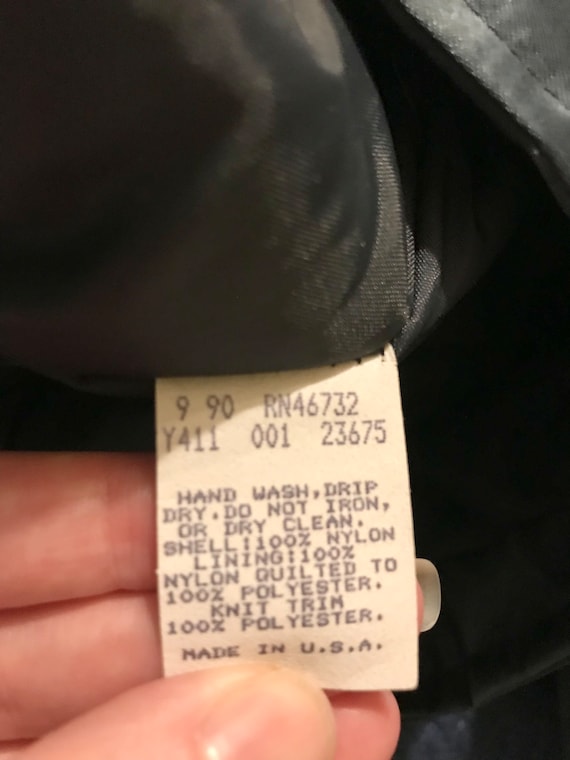 9 90 RN46732
Y411 001 23675
HAND WASH,DRIP
DRY.DO NOT IRON,
OR DRY CLEAN.
SHELL:100% NYLON
LINING:100%
NYLON QUILTED TO
100% POLYESTER.
KNIT TRIM
100% POLYESTER.
MADE IN U.S.A.